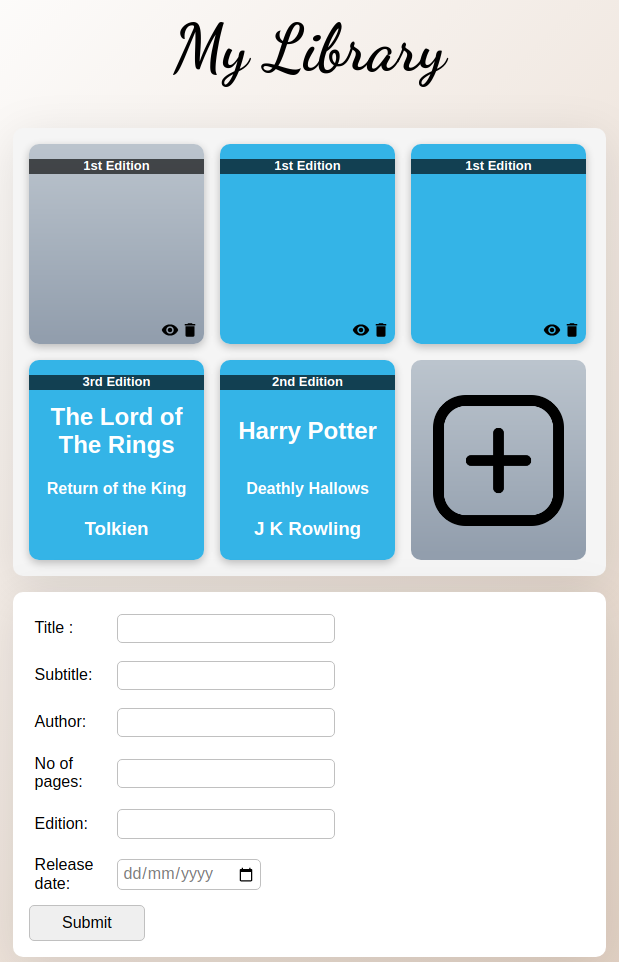 My Library
1st Edition
1st Edition
1st Edition
3rd Edition
The Lord of
The Rings
Return of the King
Tolkien
2nd Edition
Harry Potter
Deathly Hallows
J K Rowling
Title :
Subtitle:
Author:
No of
pages:
Edition:
Release
date:
dd/mm/yyyy
Submit